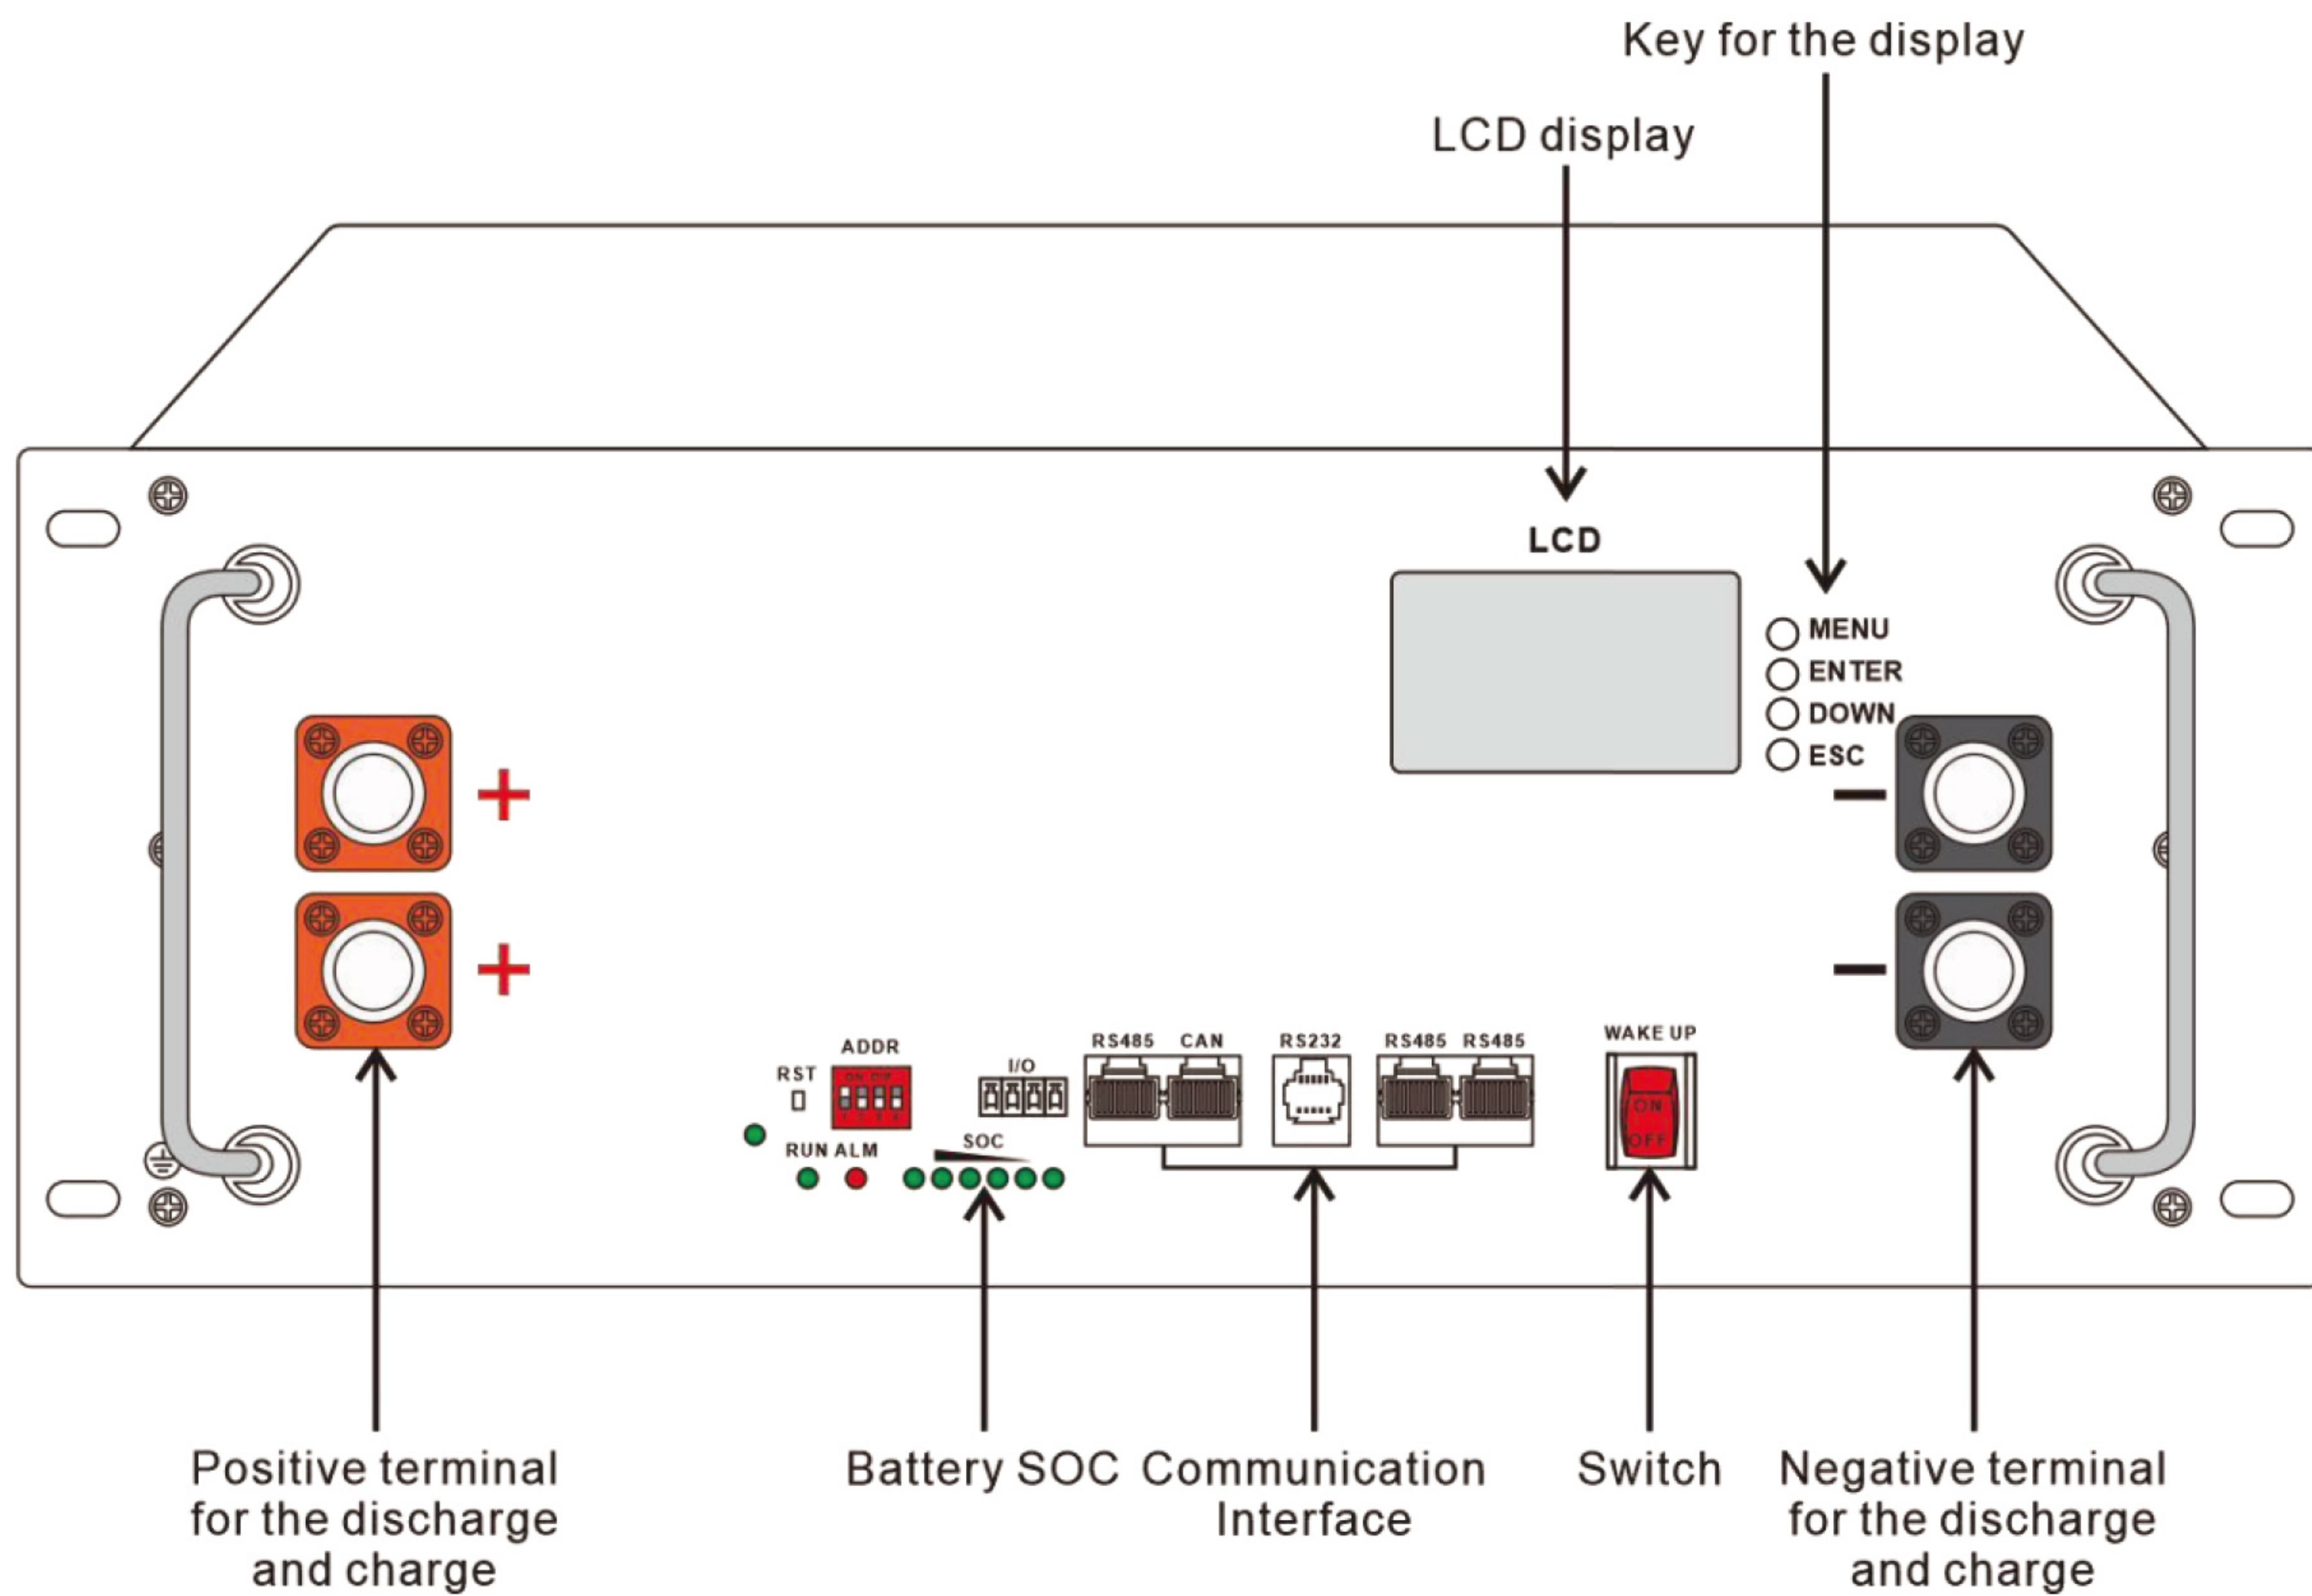 Key for the display
LCD display
LCD
MENU
ENTER
DOWN
ESC
+
−
+
−
WAKE UP
RS485 CAN RS232 RS485 RS485
ADDR
I/O
RST
ON
ON
OFF
SOC
RUN ALM
Positive terminal
for the discharge
and charge
Battery SOC
Communication
Interface
Switch
Negative terminal
for the discharge
and charge